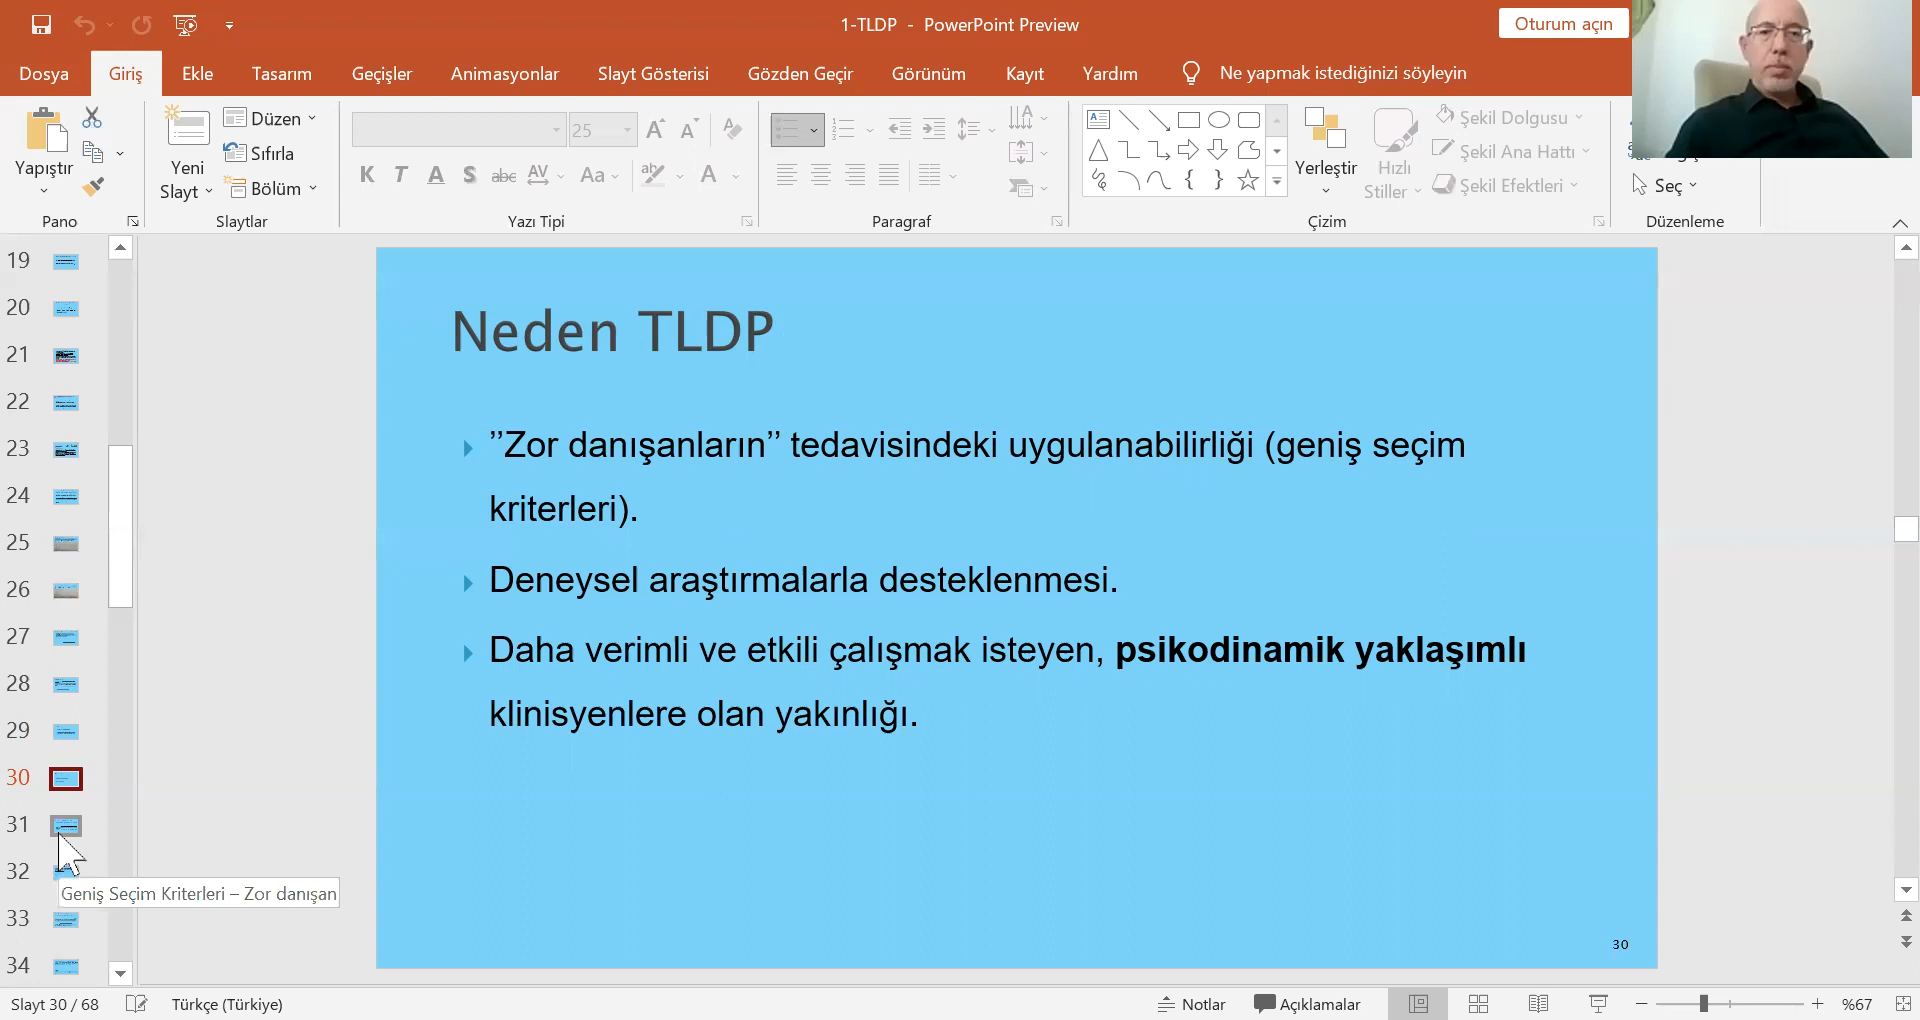 1-TLDP - PowerPoint Preview
Oturum açın
Dosya Giriş Ekle Tasarım Geçişler Animasyonlar Slayt Gösterisi Gözden Geçir Görünüm Kayıt Yardım Ne yapmak istediğinizi söyleyin
Yapıştır
Pano
Yeni
Slayt
Düzen
Sıfırla
Bölüm
Slaytlar
25
K T A S abc AV Aa A
Yazı Tipi
Paragraf
Yerleştir
Hızlı
Stiller
Şekil Dolgusu
Şekil Ana Hattı
Şekil Efektleri
Çizim
Seç
Düzenleme
19
20
21
22
23
24
25
26
27
28
29
30
31
32
Geniş Seçim Kriterleri – Zor danışan
33
34
Neden TLDP
’’Zor danışanların’’ tedavisindeki uygulanabilirliği (geniş seçim
kriterleri).
Deneysel araştırmalarla desteklenmesi.
Daha verimli ve etkili çalışmak isteyen, psikodinamik yaklaşımlı
klinisyenlere olan yakınlığı.
30
Slayt 30 / 68 Türkçe (Türkiye) Notlar Açıklamalar %67